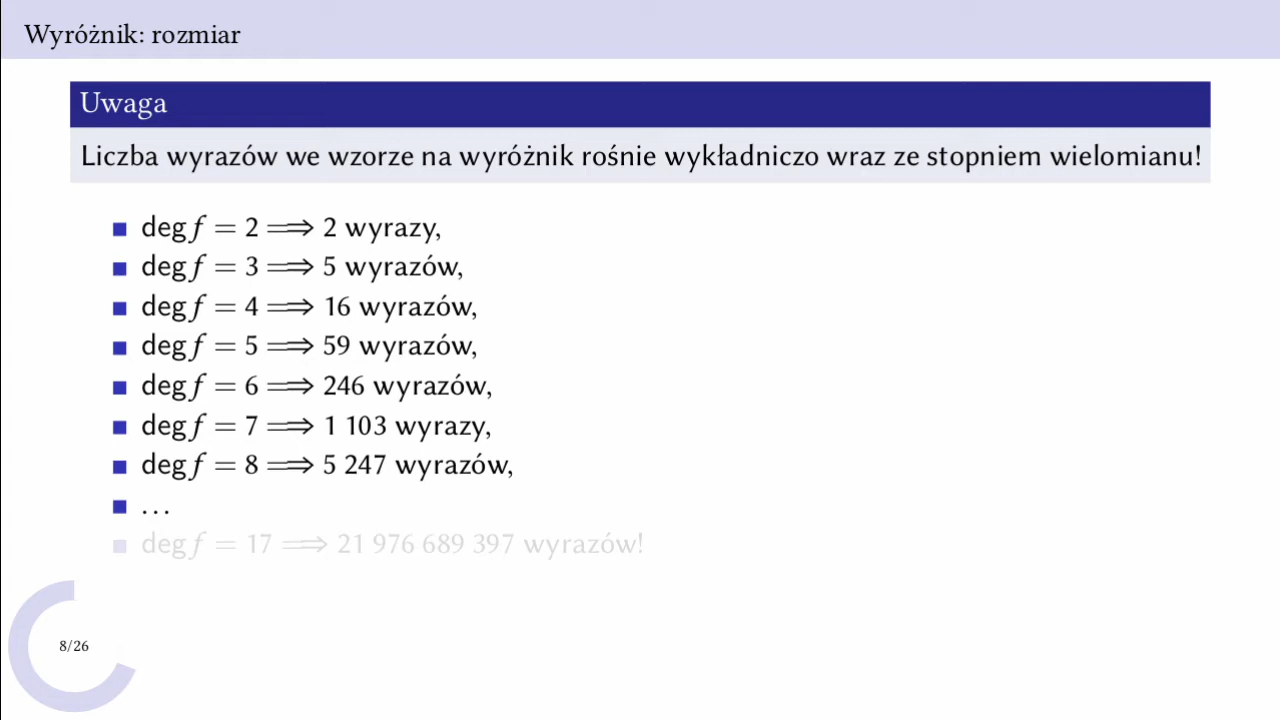 Wyróżnik: rozmiar
Uwaga
Liczba wyrazów we wzorze na wyróżnik rośnie wykładniczo wraz ze stopniem wielomianu!
deg f = 2 ⟹ 2 wyrazy,
deg f = 3 ⟹ 5 wyrazów,
deg f = 4 ⟹ 16 wyrazów,
deg f = 5 ⟹ 59 wyrazów,
deg f = 6 ⟹ 246 wyrazów,
deg f = 7 ⟹ 1 103 wyrazy,
deg f = 8 ⟹ 5 247 wyrazów,
...
deg f = 17 ⟹ 21 976 689 397 wyrazów!
8/26